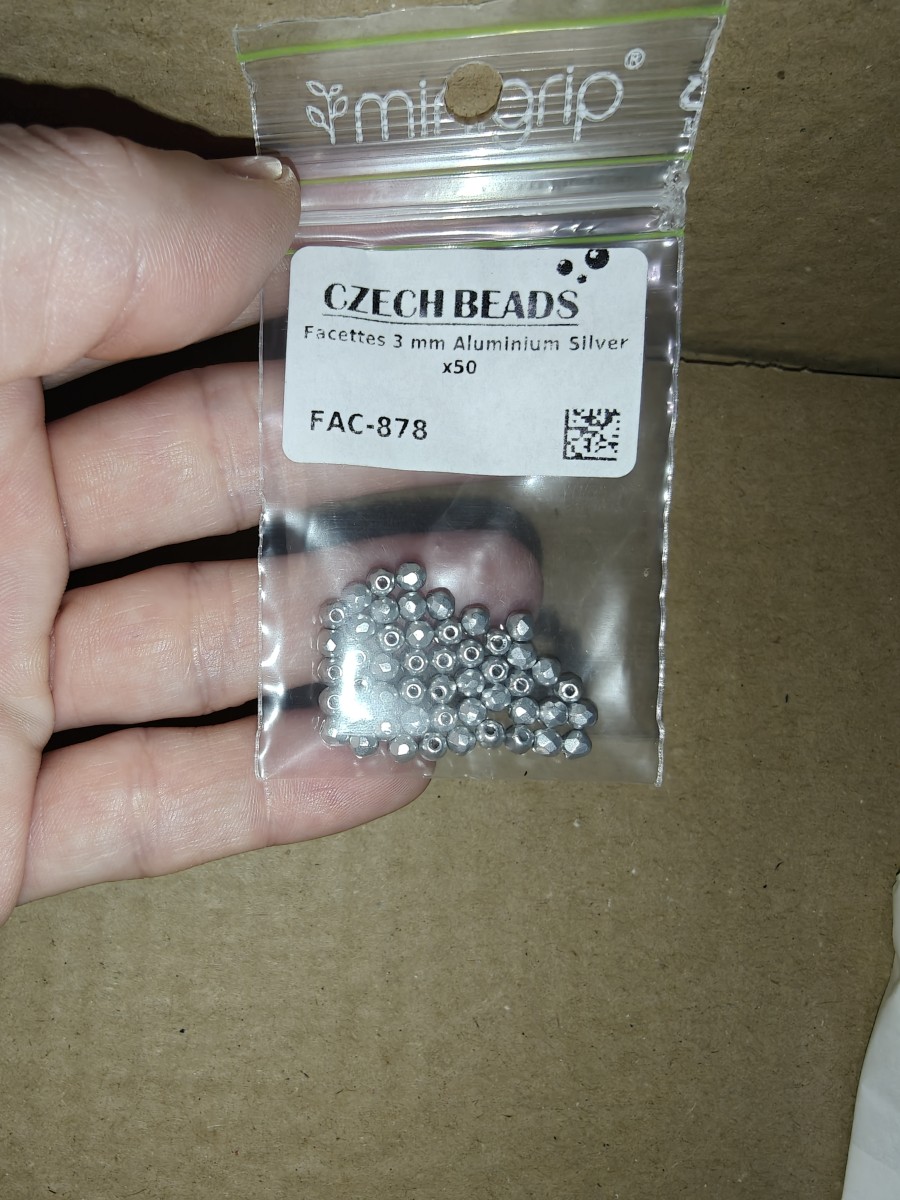 minigrip®
CZECH BEADS
Facettes 3 mm Aluminium Silver
x50
FAC-878